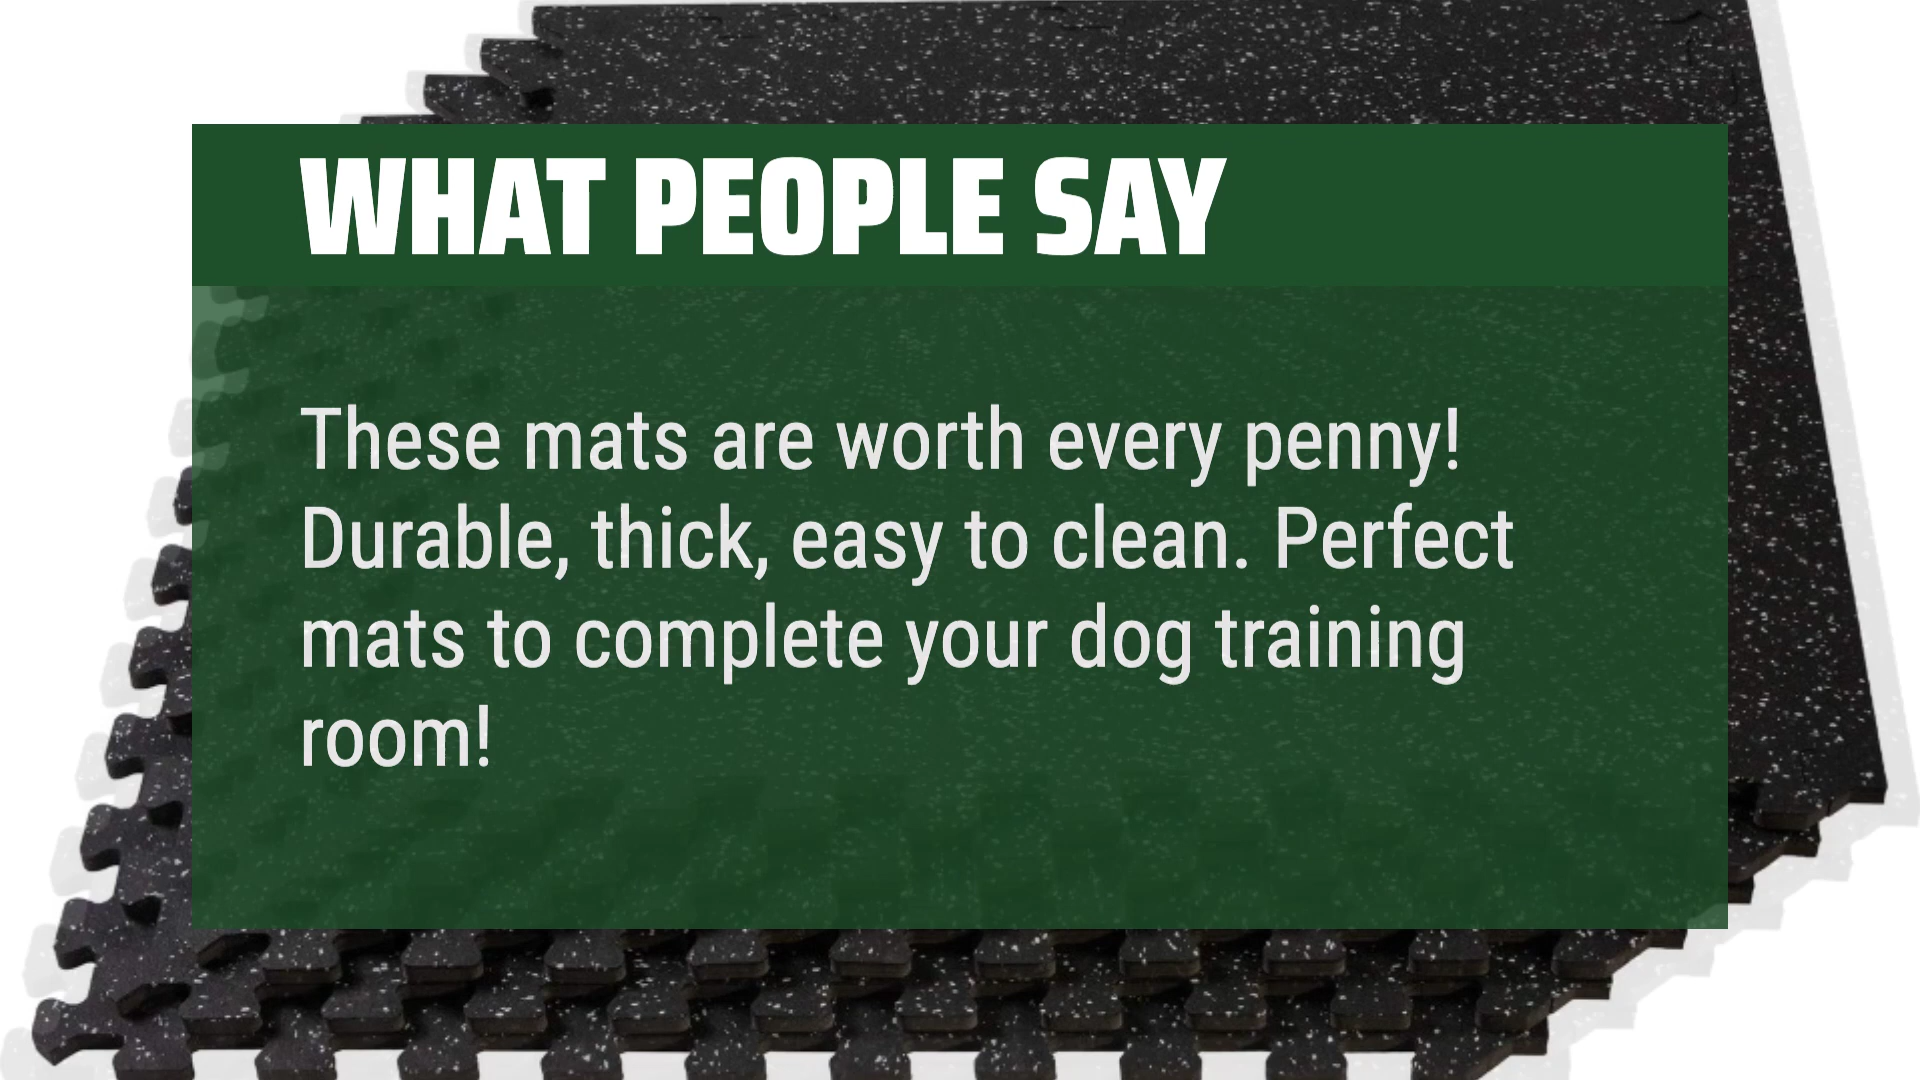 WHAT PEOPLE SAY
These mats are worth every penny!
Durable, thick, easy to clean. Perfect
mats to complete your dog training
room!